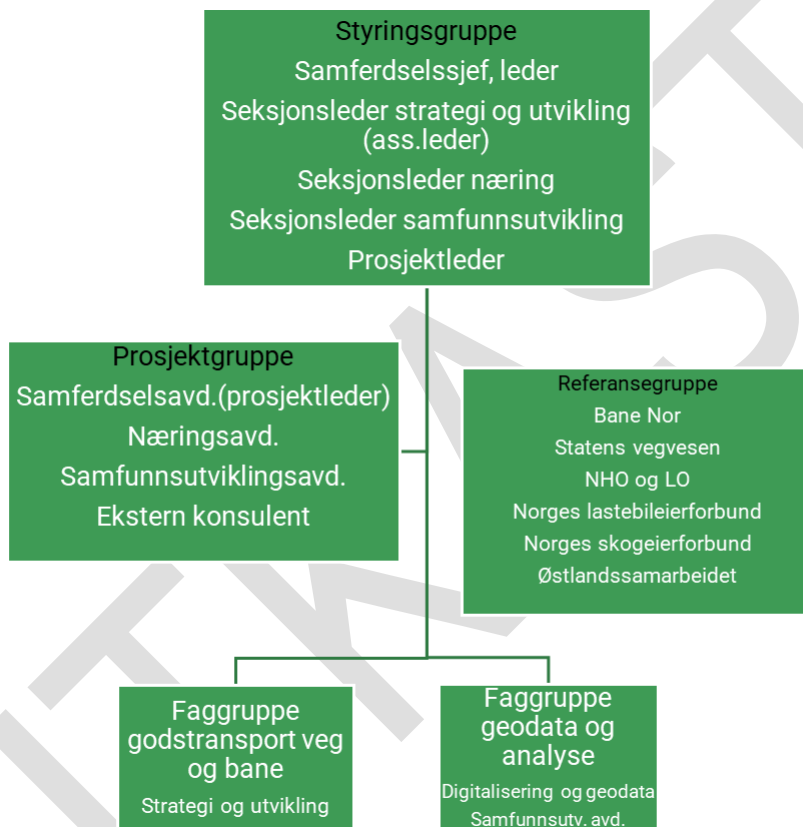 Styringsgruppe
Samferdselssjef, leder
Seksjonsleder strategi og utvikling
(ass.leder)
Seksjonsleder næring
Seksjonsleder samfunnsutvikling
Prosjektleder
Prosjektgruppe
Samferdselsavd.(prosjektleder)
Næringsavd.
Samfunnsutviklingsavd.
Ekstern konsulent
Referansegruppe
Bane Nor
Statens vegvesen
NHO og LO
Norges lastebileierforbund
Norges skogeierforbund
Østlandssamarbeidet
Faggruppe
godstransport veg
og bane
Strategi og utvikling
Faggruppe
geodata og
analyse
Digitalisering og geodata
Samfunnsutv. avd.
UTKAST